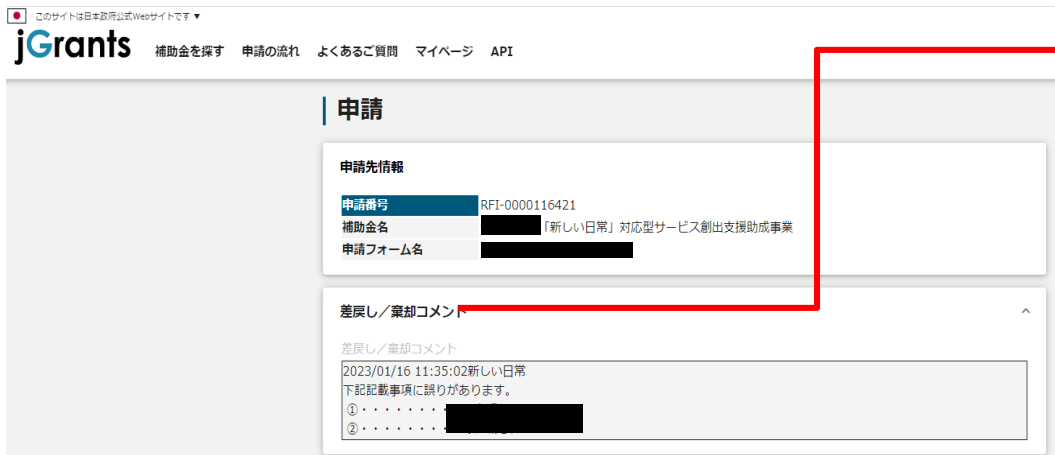 このサイトは日本政府公式Webサイトです ▼
jGrants 補助金を探す 申請の流れ よくあるご質問 マイページ API
申請
申請先情報
申請番号 RFI-0000116421
補助金名 「新しい日常」対応型サービス創出支援助成事業
申請フォーム名
差戻し／棄却コメント
差戻し／棄却コメント
2023/01/16 11:35:02新しい日常
下記記載事項に誤りがあります。
①・・・・・・・・
②・・・・・・・・